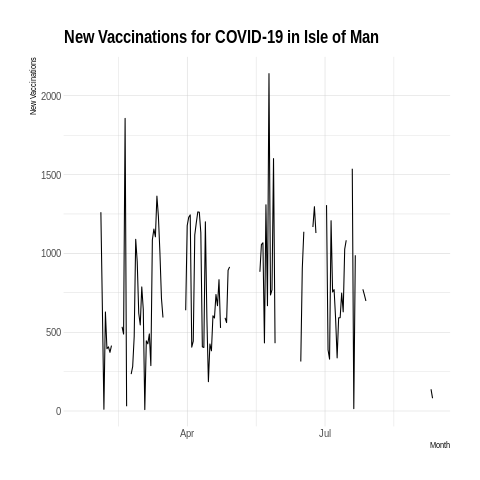 New Vaccinations for COVID-19 in Isle of Man
New Vaccinations
2000
1500
1000
500
0
Apr
Jul
Month